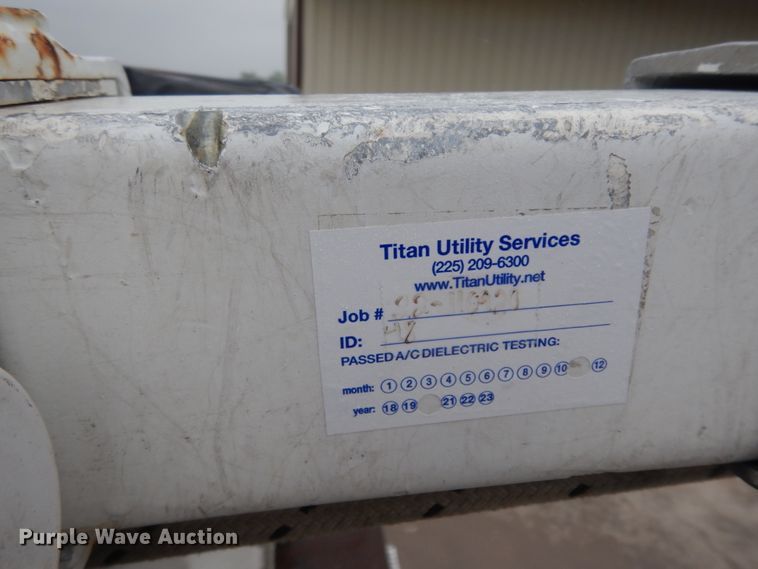 Titan Utility Services
(225) 209-6300
www.TitanUtility.net
Job #
ID:
PASSED A/C DIELECTRIC TESTING:
month: 1 2 3 4 5 6 7 8 9 10 12
year: 18 19 21 22 23
Purple Wave Auction